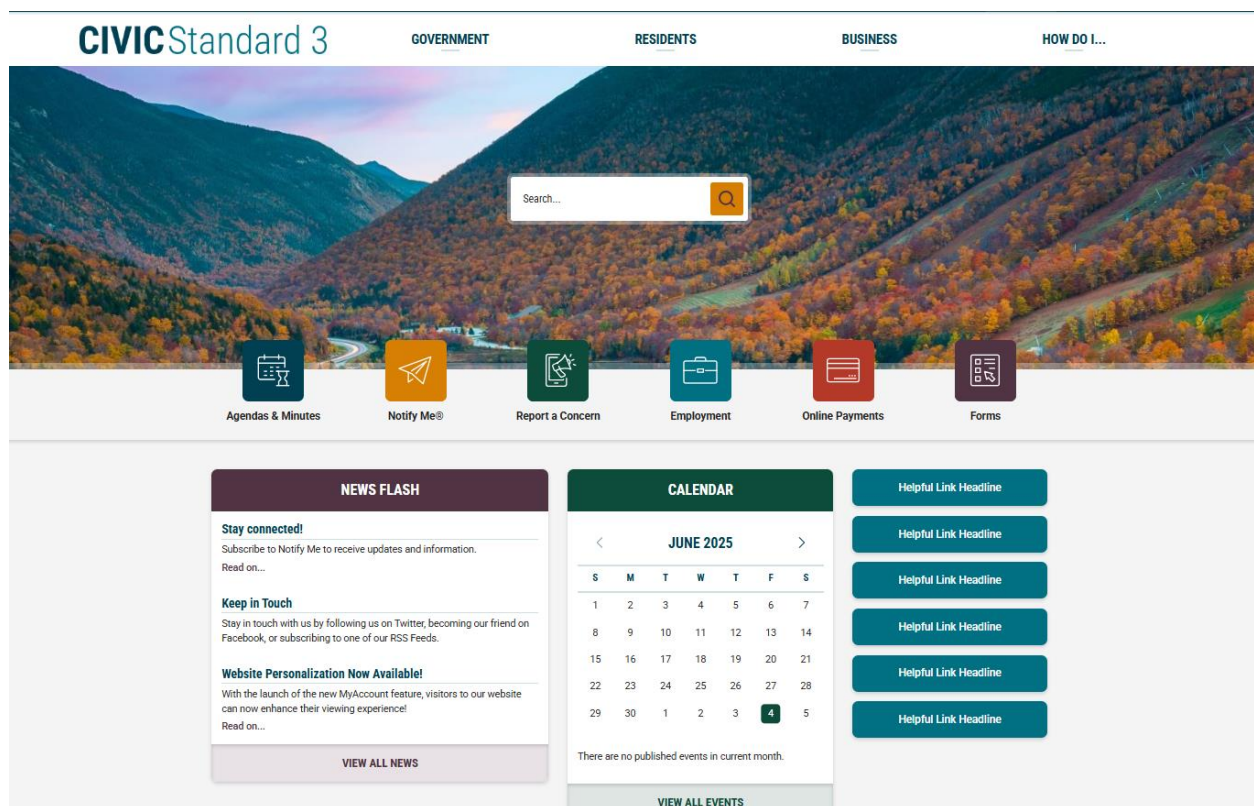 CIVICStandard 3
GOVERNMENT
RESIDENTS
BUSINESS
HOW DO I...
Search...
Agendas & Minutes
Notify Me®
Report a Concern
Employment
Online Payments
Forms
NEWS FLASH
Stay connected!
Subscribe to Notify Me to receive updates and information.
Read on...
Keep in Touch
Stay in touch with us by following us on Twitter, becoming our friend on
Facebook, or subscribing to one of our RSS Feeds.
Website Personalization Now Available!
With the launch of the new MyAccount feature, visitors to our website
can now enhance their viewing experience!
Read on...
VIEW ALL NEWS
CALENDAR
JUNE 2025
S M T W T F S
1 2 3 4 5 6 7
8 9 10 11 12 13 14
15 16 17 18 19 20 21
22 23 24 25 26 27 28
29 30 1 2 3 4 5
There are no published events in current month.
VIEW ALL EVENTS
Helpful Link Headline
Helpful Link Headline
Helpful Link Headline
Helpful Link Headline
Helpful Link Headline
Helpful Link Headline